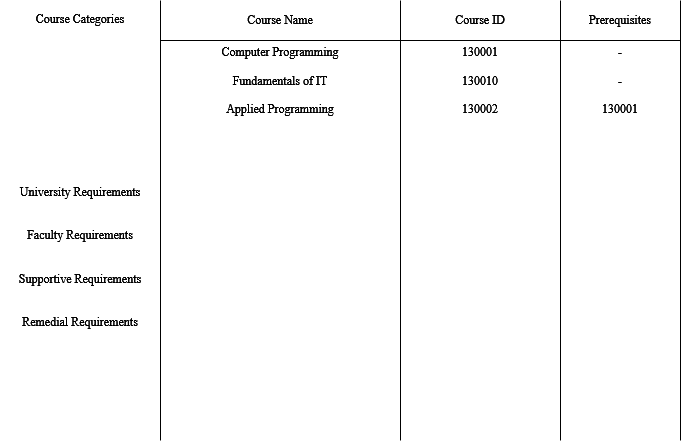 Course Categories Course Name Course ID Prerequisites
Computer Programming 130001 -
Fundamentals of IT 130010 -
Applied Programming 130002 130001
University Requirements
Faculty Requirements
Supportive Requirements
Remedial Requirements